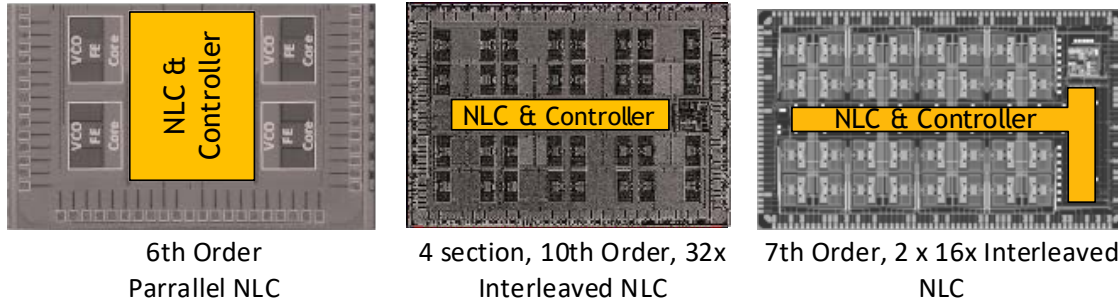 VCO
FE
Core
VCO
FE
Core
NLC &
Controller
VCO
FE
Core
VCO
FE
Core
6th Order
Parrallel NLC
NLC & Controller
4 section, 10th Order, 32x
Interleaved NLC
NLC & Controller
7th Order, 2 x 16x Interleaved
NLC